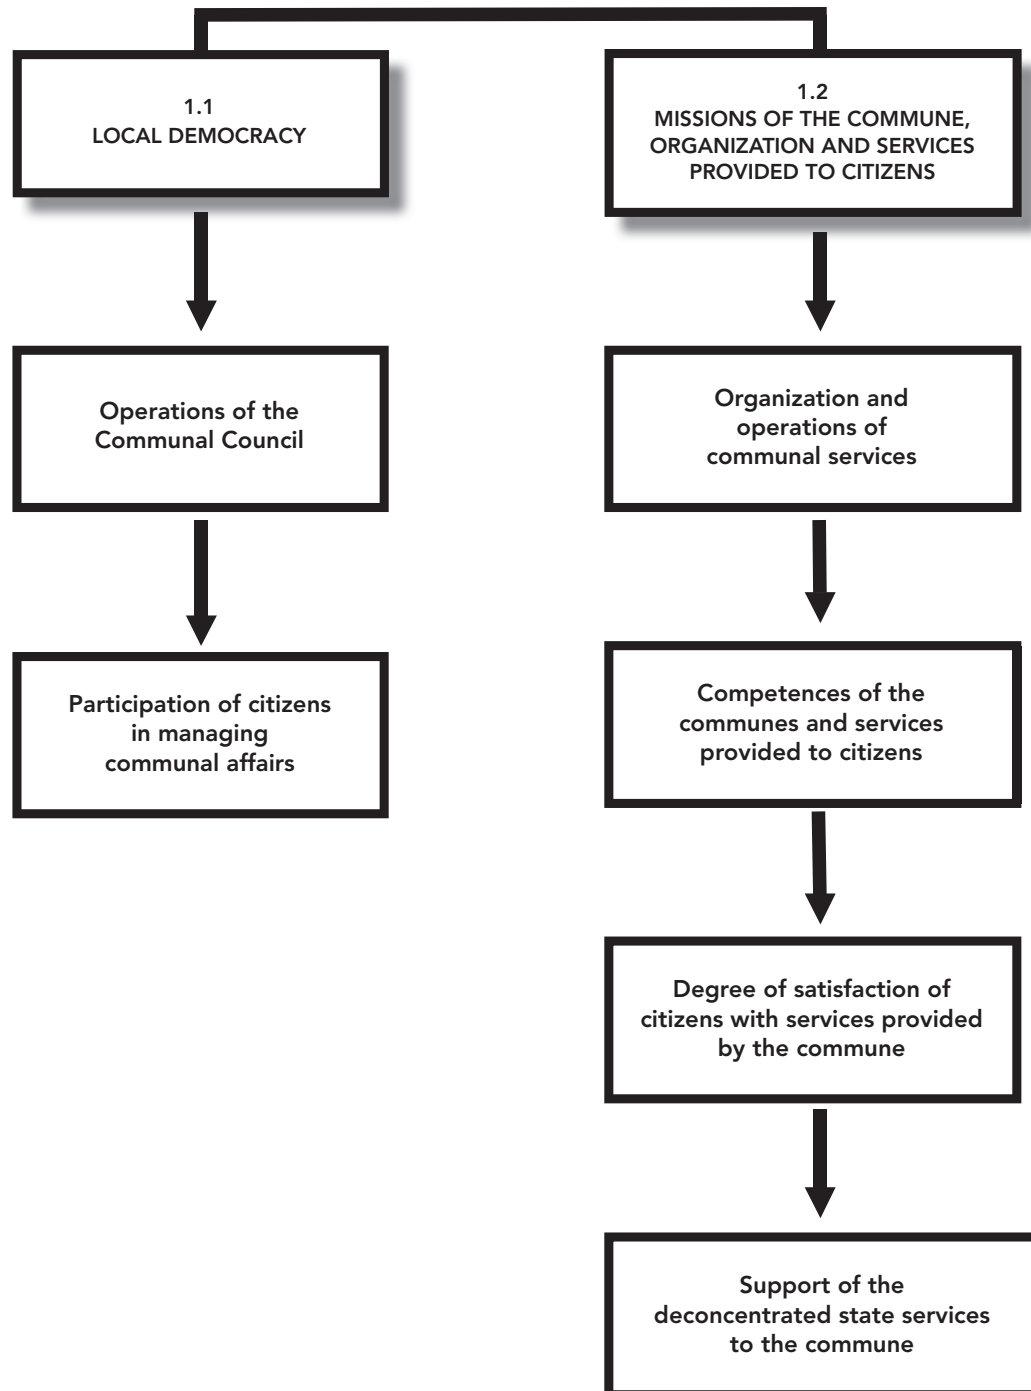 1.1
LOCAL DEMOCRACY
Operations of the
Communal Council
Participation of citizens
in managing
communal affairs
1.2
MISSIONS OF THE COMMUNE,
ORGANIZATION AND SERVICES
PROVIDED TO CITIZENS
Organization and
operations of
communal services
Competences of the
communes and services
provided to citizens
Degree of satisfaction of
citizens with services provided
by the commune
Support of the
deconcentrated state services
to the commune